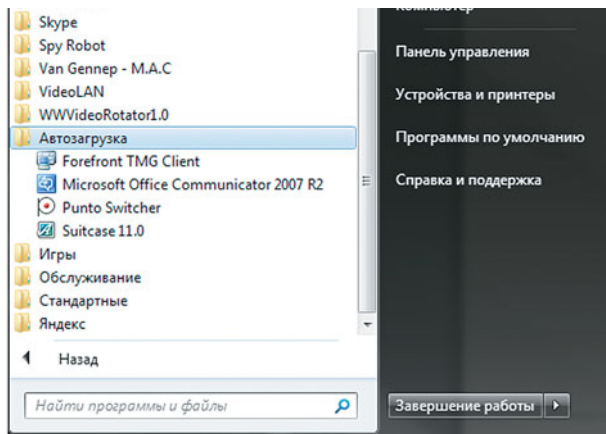 Skype
Spy Robot
Van Gennep - M.A.C
VideoLAN
WWVideoRotator1.0
Автозагрузка
Forefront TMG Client
Microsoft Office Communicator 2007 R2
Punto Switcher
Suitcase 11.0
Игры
Обслуживание
Стандартные
Яндекс
Назад
Найти программы и файлы
Компьютер
Панель управления
Устройства и принтеры
Программы по умолчанию
Справка и поддержка
Завершение работы